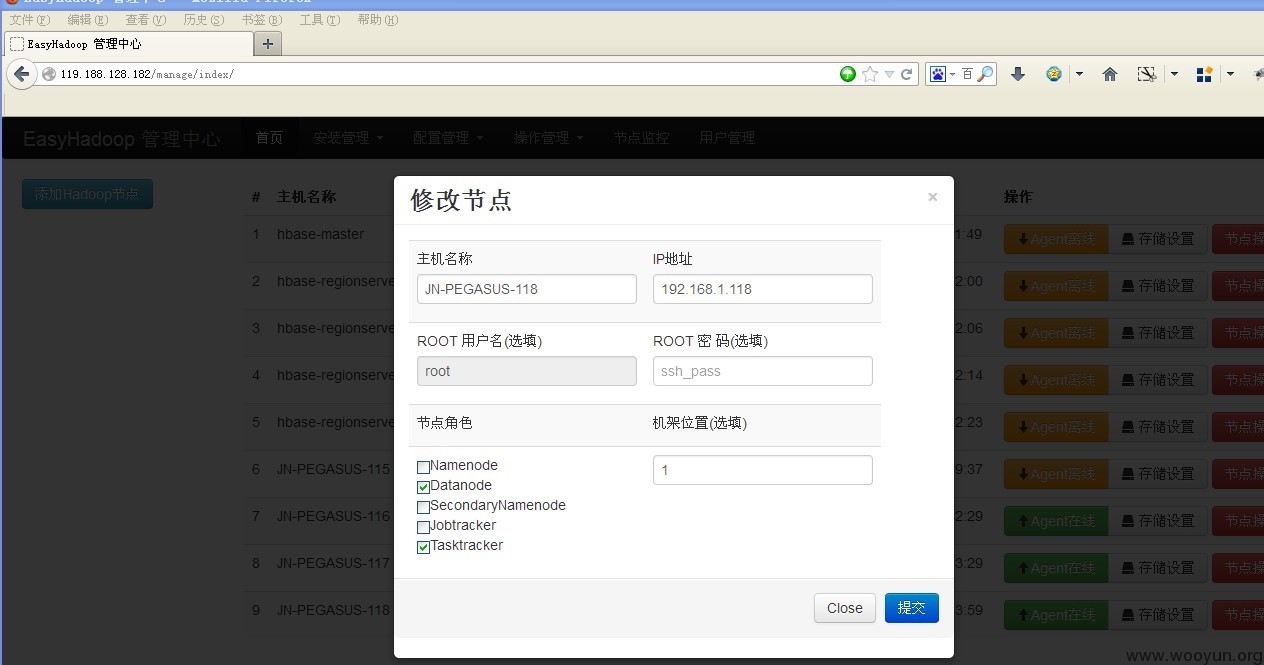 EasyHadoop 管理中心 - Mozilla Firefox
文件(F) 编辑(E) 查看(V) 历史(S) 书签(B) 工具(T) 帮助(H)
EasyHadoop 管理中心 +
119.188.128.182/manage/index/ 百
EasyHadoop 管理中心 首页 安装管理 配置管理 操作管理 节点监控 用户管理
添加Hadoop节点
# 主机名称 操作
1 hbase-master 1:49 Agent离线 存储设置 节点操
2 hbase-regionserve 2:00 Agent离线 存储设置 节点操
3 hbase-regionserve 2:06 Agent离线 存储设置 节点操
4 hbase-regionserve 2:14 Agent离线 存储设置 节点操
5 hbase-regionserve 2:23 Agent离线 存储设置 节点操
6 JN-PEGASUS-115 9:37 Agent离线 存储设置 节点操
7 JN-PEGASUS-116 2:29 Agent在线 存储设置 节点操
8 JN-PEGASUS-117 3:29 Agent在线 存储设置 节点操
9 JN-PEGASUS-118 3:59 Agent在线 存储设置 节点操
修改节点 ×
主机名称 IP地址
JN-PEGASUS-118 192.168.1.118
ROOT 用户名(选填) ROOT 密 码(选填)
root ssh_pass
节点角色 机架位置(选填)
Namenode 1
Datanode
SecondaryNamenode
Jobtracker
Tasktracker
Close 提交
www.wooyun.org